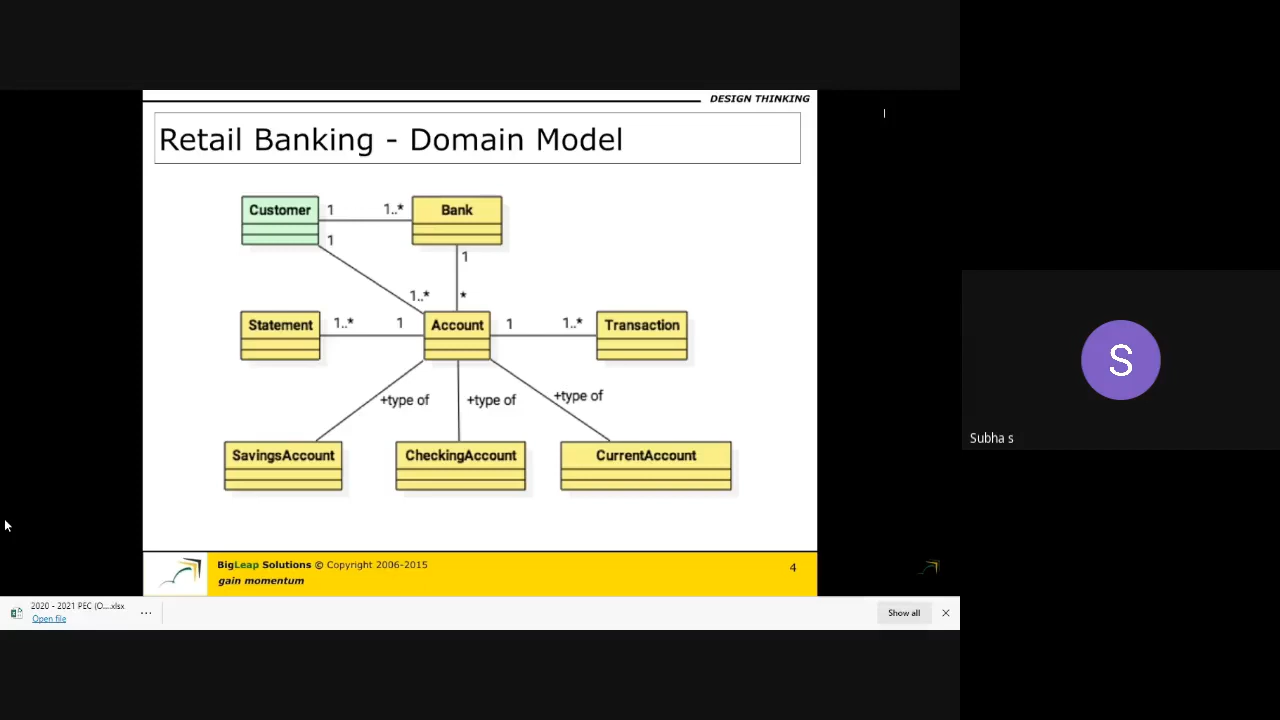 DESIGN THINKING
Retail Banking - Domain Model
Customer 1 1..* Bank
1
1
1..* *
Statement 1..* 1 Account 1 1..* Transaction
+type of +type of +type of
SavingsAccount CheckingAccount CurrentAccount
BigLeap Solutions © Copyright 2006-2015
gain momentum
4
S
Subha s
2020 - 2021 PEC (O....xlsx
Open file
...
Show all